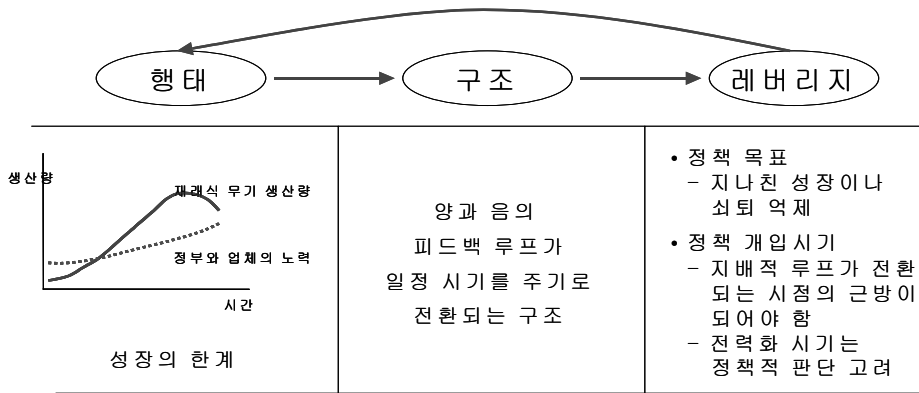 행태
구조
레버리지
생산량
재래식 무기 생산량
정부와 업체의 노력
시간
성장의 한계
양과 음의
피드백 루프가
일정 시기를 주기로
전환되는 구조
• 정책 목표
– 지나친 성장이나
쇠퇴 억제
• 정책 개입시기
– 지배적 루프가 전환
되는 시점의 근방이
되어야 함
– 전력화 시기는
정책적 판단 고려